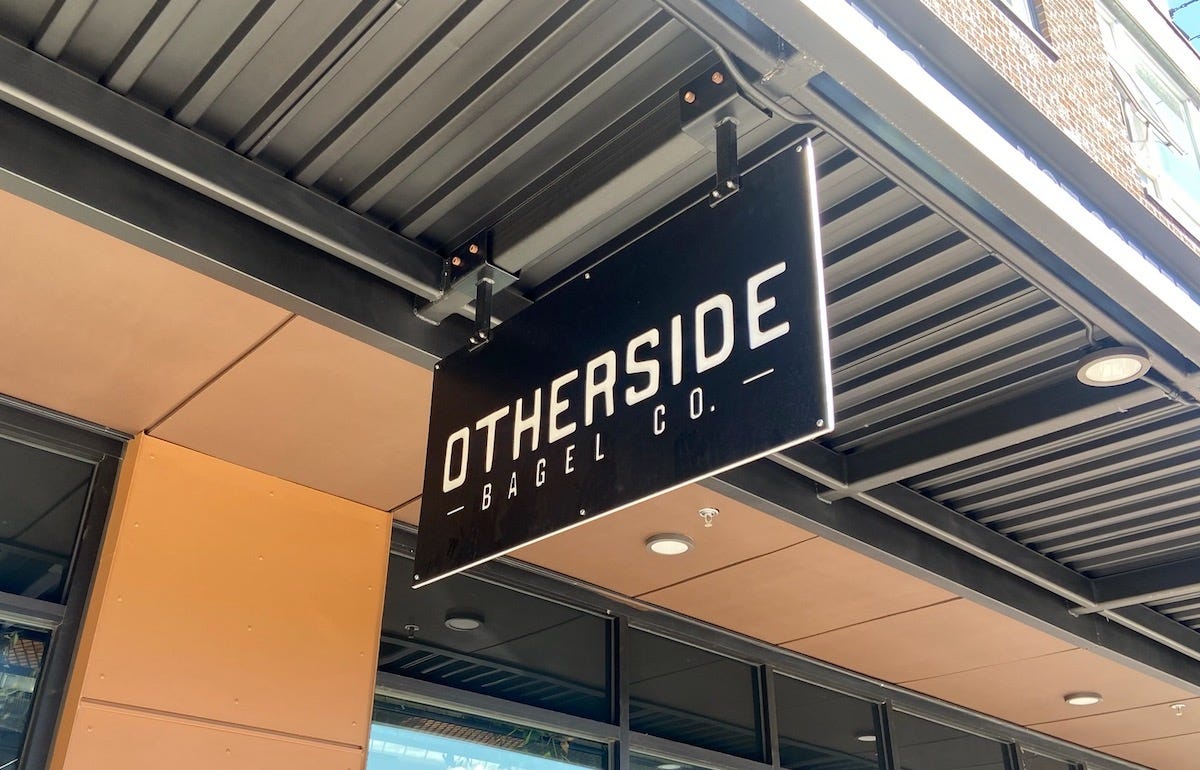 OTHERSIDE
– BAGEL CO. –